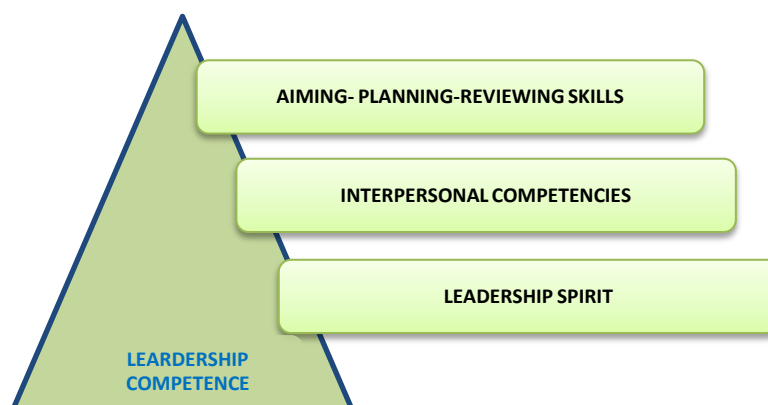 AIMING- PLANNING-REVIEWING SKILLS
INTERPERSONAL COMPETENCIES
LEADERSHIP SPIRIT
LEARDERSHIP
COMPETENCE